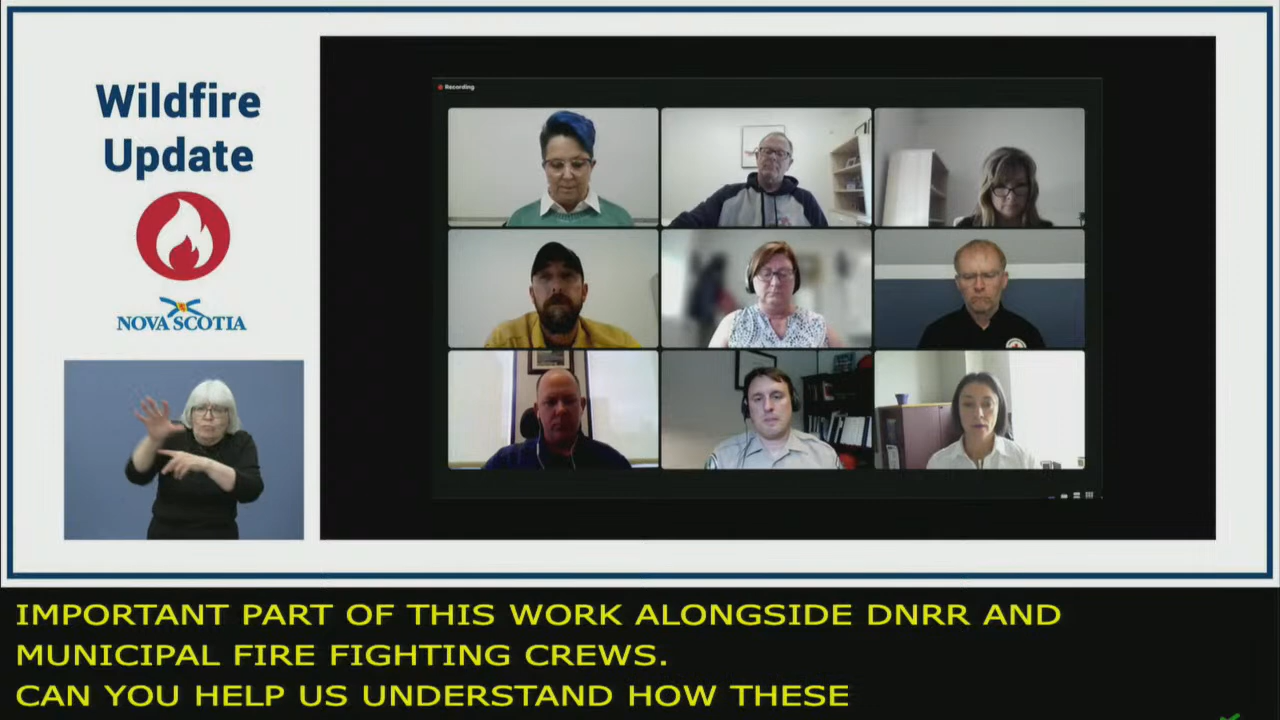 Wildfire
Update
NOVA SCOTIA
Recording
IMPORTANT PART OF THIS WORK ALONGSIDE DNRR AND
MUNICIPAL FIRE FIGHTING CREWS.
CAN YOU HELP US UNDERSTAND HOW THESE